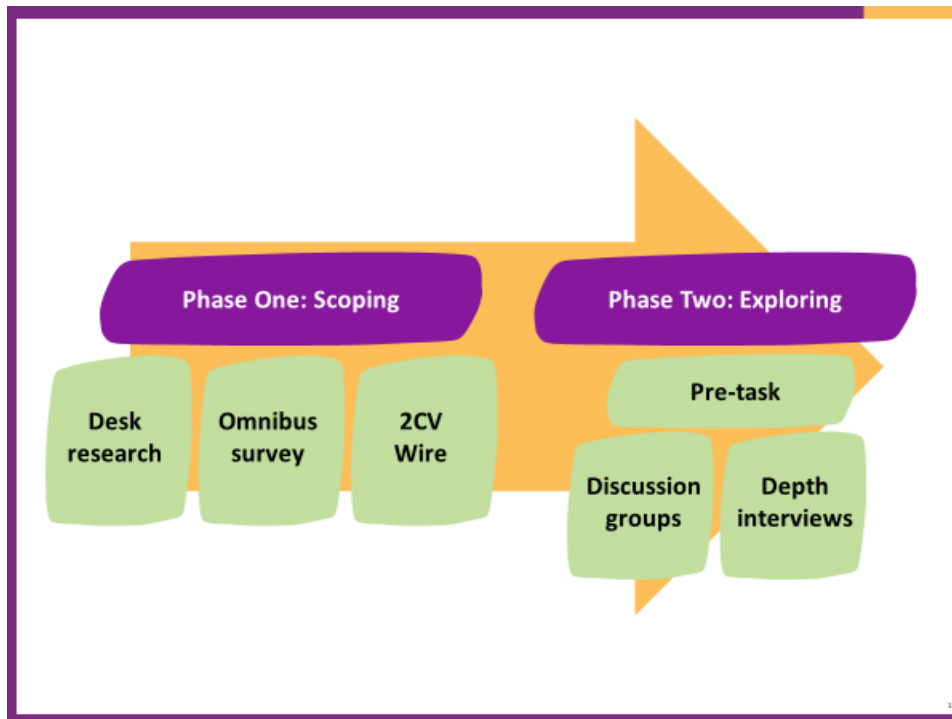 Phase One: Scoping
Phase Two: Exploring
Desk
research
Omnibus
survey
2CV
Wire
Pre-task
Discussion
groups
Depth
interviews